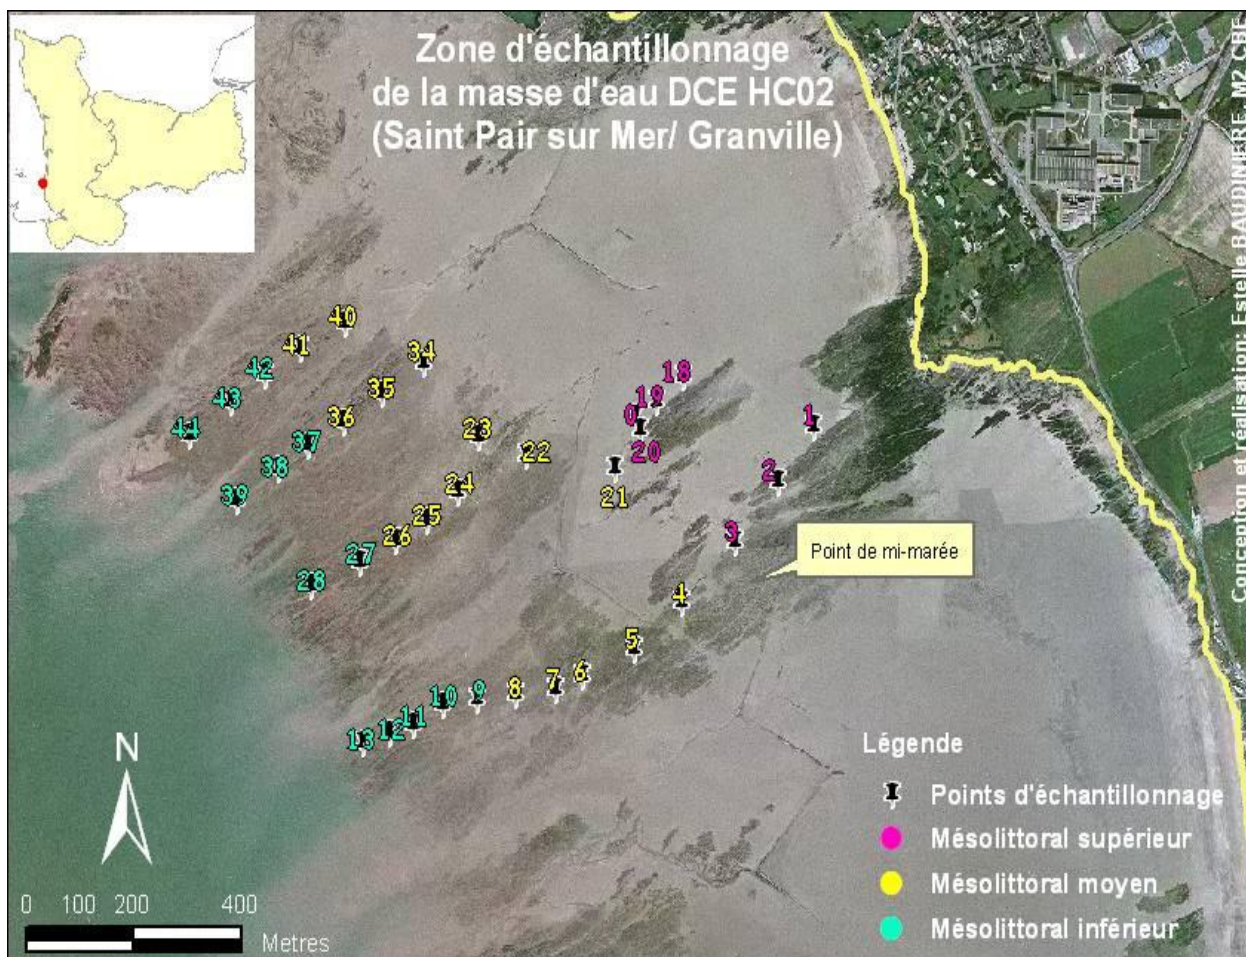 Zone d'échantillonnage
de la masse d'eau DCE HC02
(Saint Pair sur Mer/ Granville)
Conception et réalisation: Estelle BAUDINIERE, M2 CBE
40
41
42
43
44
34
35
36
37
38
39
23
22
24
25
26
27
28
18
19
0
20
21
1
2
3
Point de mi-marée
4
5
6
7
8
9
10
11
12
13
N
0 100 200 400
Metres
Légende
Points d'échantillonnage
Mésolittoral supérieur
Mésolittoral moyen
Mésolittoral inférieur